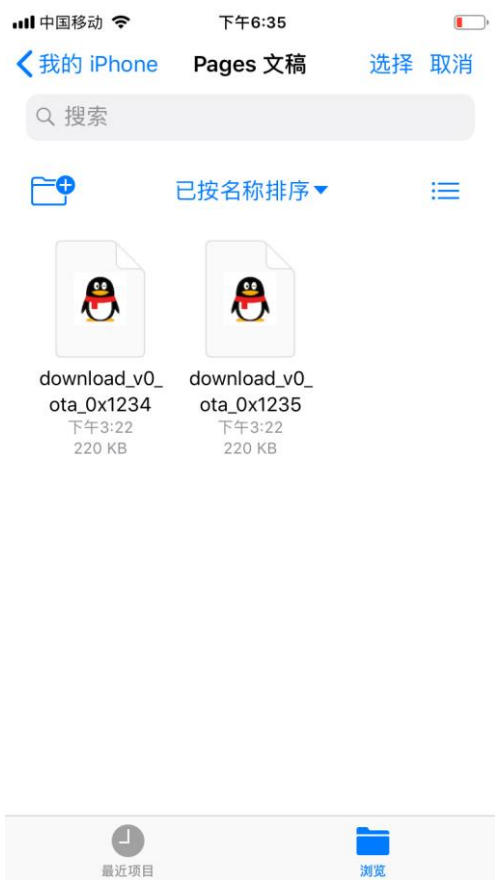 中国移动 下午6:35
我的 iPhone Pages 文稿 选择 取消
搜索
已按名称排序
download_v0_ download_v0_
ota_0x1234 ota_0x1235
下午3:22 下午3:22
220 KB 220 KB
最近项目 浏览